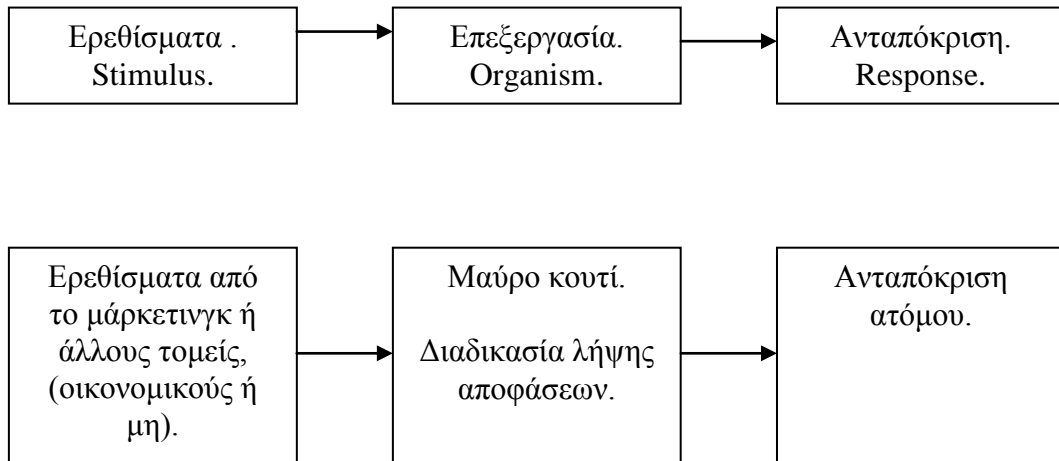 Ερεθίσματα .
Stimulus.
Επεξεργασία.
Organism.
Ανταπόκριση.
Response.
Ερεθίσματα από
το μάρκετινγκ ή
άλλους τομείς,
(οικονομικούς ή
μη).
Μαύρο κουτί.
Διαδικασία λήψης
αποφάσεων.
Ανταπόκριση
ατόμου.